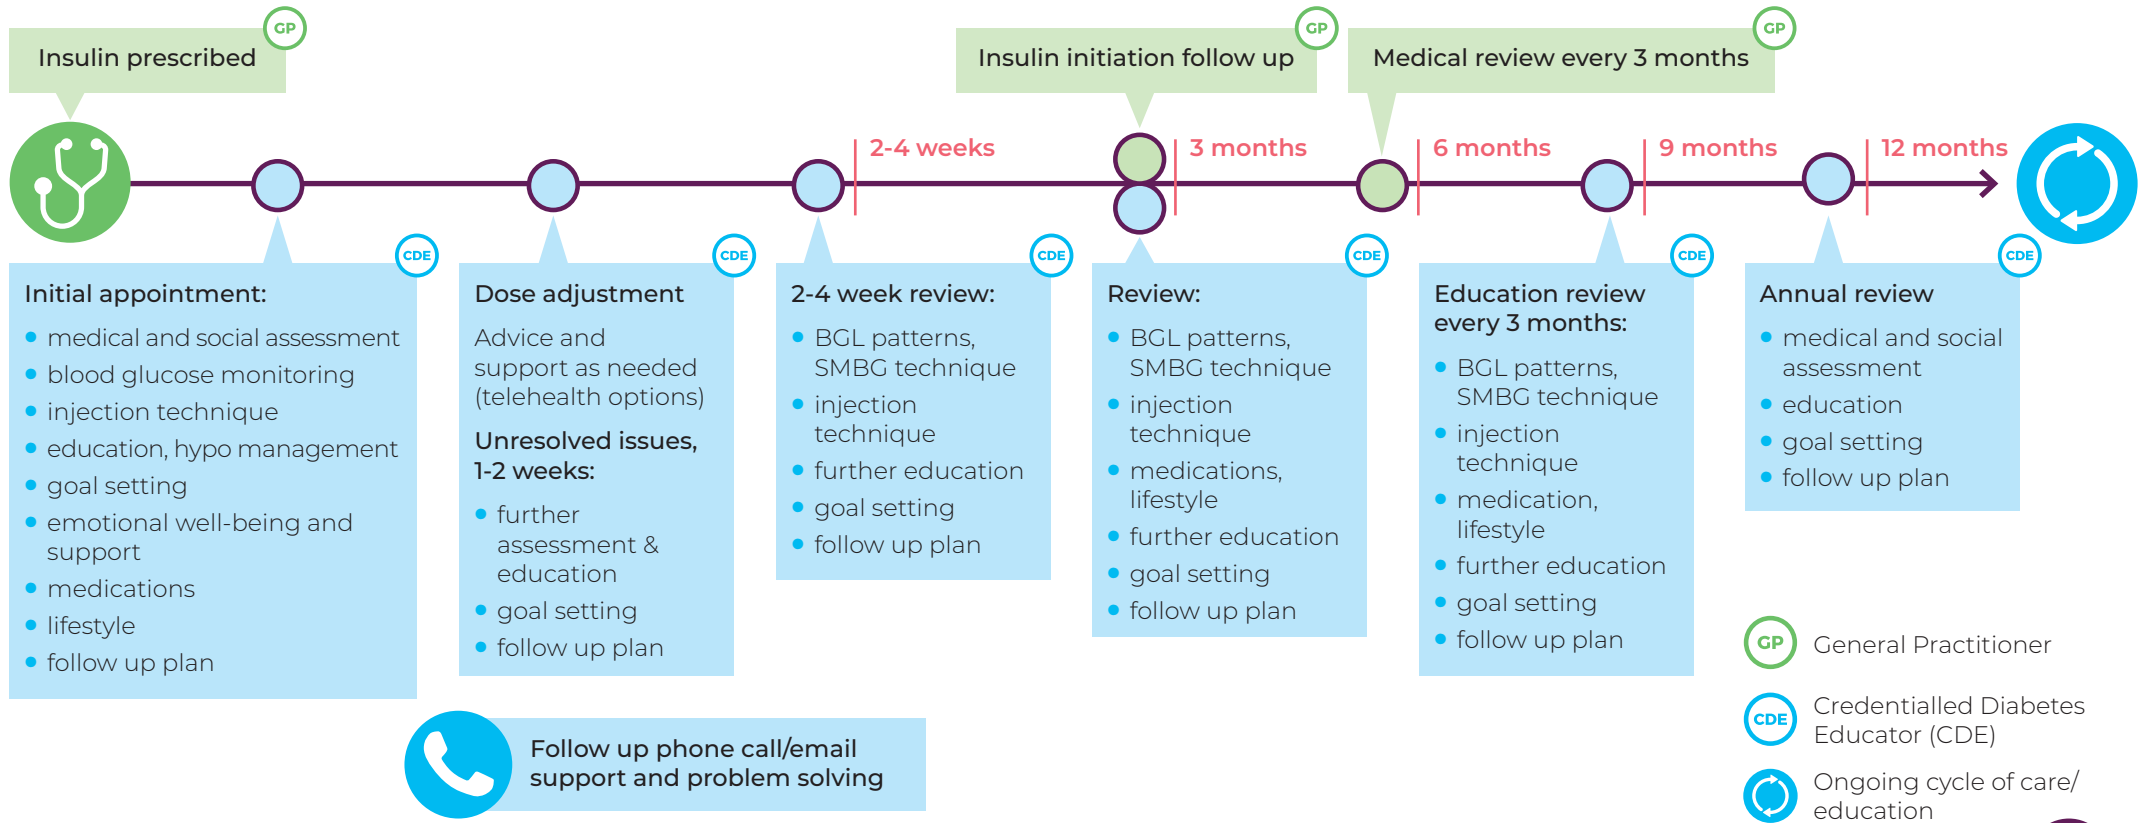 GP
Insulin prescribed
GP
Insulin initiation follow up
GP
Medical review every 3 months
2-4 weeks
3 months
6 months
9 months
12 months
CDE
Initial appointment:
medical and social assessment
blood glucose monitoring
injection technique
education, hypo management
goal setting
emotional well-being and
support
medications
lifestyle
follow up plan
CDE
Dose adjustment
Advice and
support as needed
(telehealth options)
Unresolved issues,
1-2 weeks:
further
assessment &
education
goal setting
follow up plan
CDE
2-4 week review:
BGL patterns,
SMBG technique
injection
technique
further education
goal setting
follow up plan
CDE
Review:
BGL patterns,
SMBG technique
injection
technique
medications,
lifestyle
further education
goal setting
follow up plan
CDE
Education review
every 3 months:
BGL patterns,
SMBG technique
injection
technique
medication,
lifestyle
further education
goal setting
follow up plan
CDE
Annual review
medical and social
assessment
education
goal setting
follow up plan
Follow up phone call/email
support and problem solving
GP
General Practitioner
CDE
Credentialled Diabetes
Educator (CDE)
Ongoing cycle of care/
education